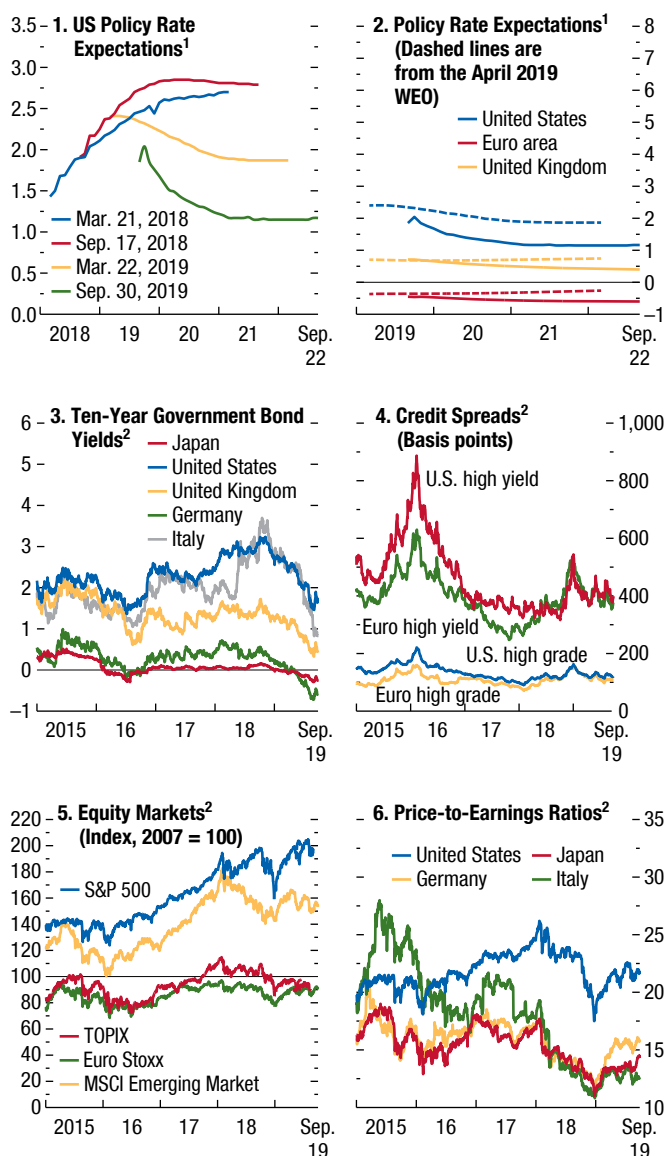 1. US Policy Rate
Expectations1
3.5
3.0
2.5
2.0
1.5
1.0
0.5
0.0
Mar. 21, 2018
Sep. 17, 2018
Mar. 22, 2019
Sep. 30, 2019
2018 19 20 21 Sep.
22
2. Policy Rate Expectations1
(Dashed lines are
from the April 2019
WEO)
United States
Euro area
United Kingdom
8
7
6
5
4
3
2
1
0
–1
2019 20 21 Sep.
22
3. Ten-Year Government Bond
Yields2
Japan
United States
United Kingdom
Germany
Italy
6
5
4
3
2
1
0
–1
2015 16 17 18 Sep.
19
4. Credit Spreads2
(Basis points)
U.S. high yield
Euro high yield
U.S. high grade
Euro high grade
1,000
800
600
400
200
0
2015 16 17 18 Sep.
19
5. Equity Markets2
(Index, 2007 = 100)
S&P 500
220
200
180
160
140
120
100
80
60
40
20
0
TOPIX
Euro Stoxx
MSCI Emerging Market
2015 16 17 18 Sep.
19
6. Price-to-Earnings Ratios2
United States Japan
Germany Italy
35
30
25
20
15
10
2015 16 17 18 Sep.
19